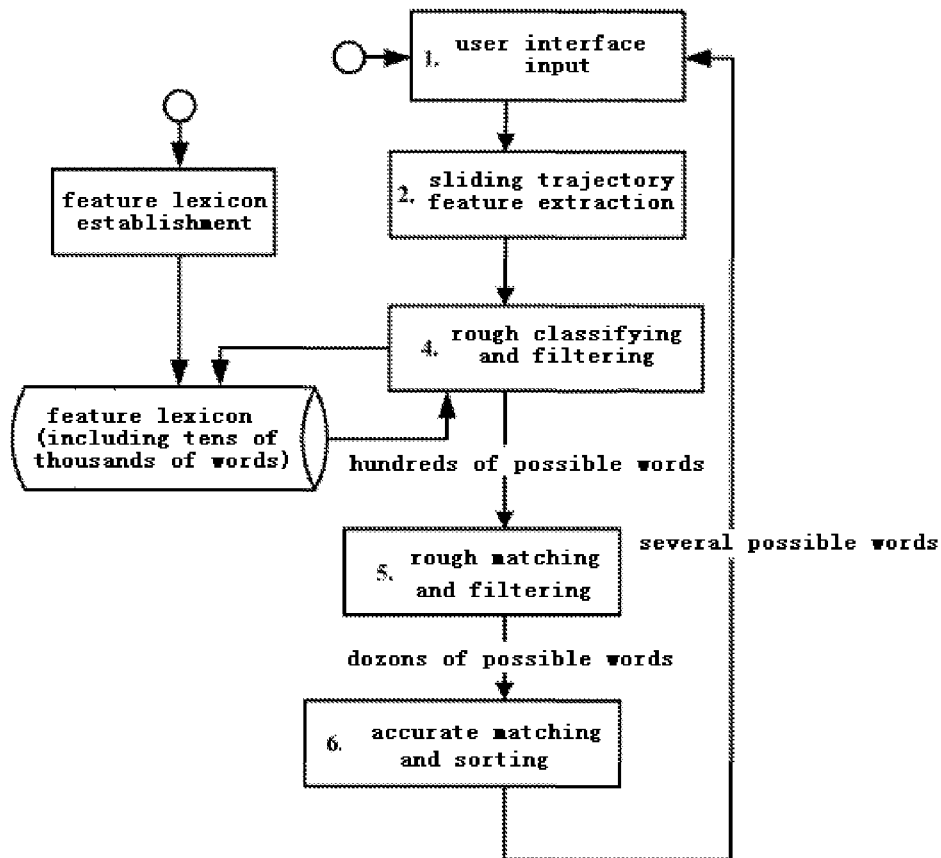 1. user interface
input
2. sliding trajectory
feature extraction
feature lexicon
establishment
4. rough classifying
and filtering
feature lexicon
(including tens of
thousands of words)
hundreds of possible words
several possible words
5. rough matching
and filtering
dozons of possible words
6. accurate matching
and sorting